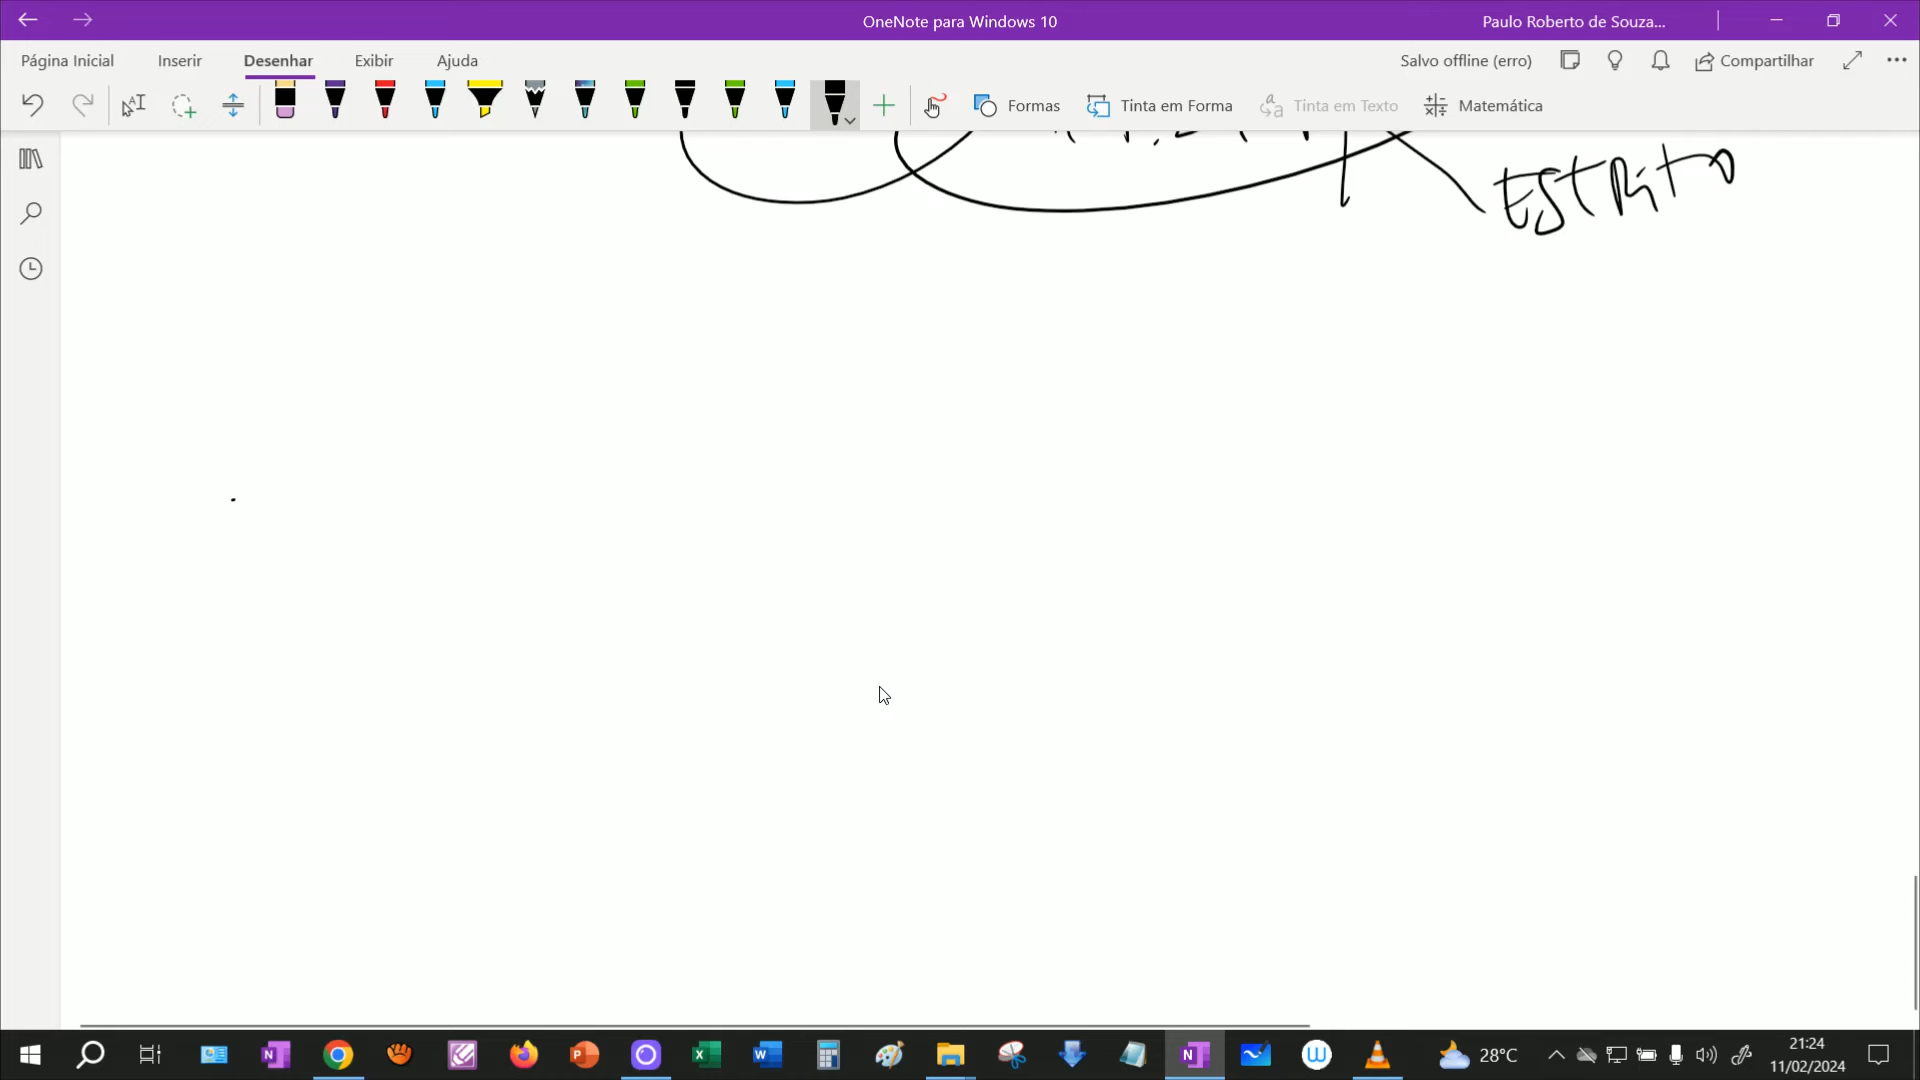 OneNote para Windows 10
Paulo Roberto de Souza...
Página Inicial
Inserir
Desenhar
Exibir
Ajuda
Salvo offline (erro)
Compartilhar
Formas
Tinta em Forma
Tinta em Texto
Matemática
ESTRITO
28°C
21:24
11/02/2024